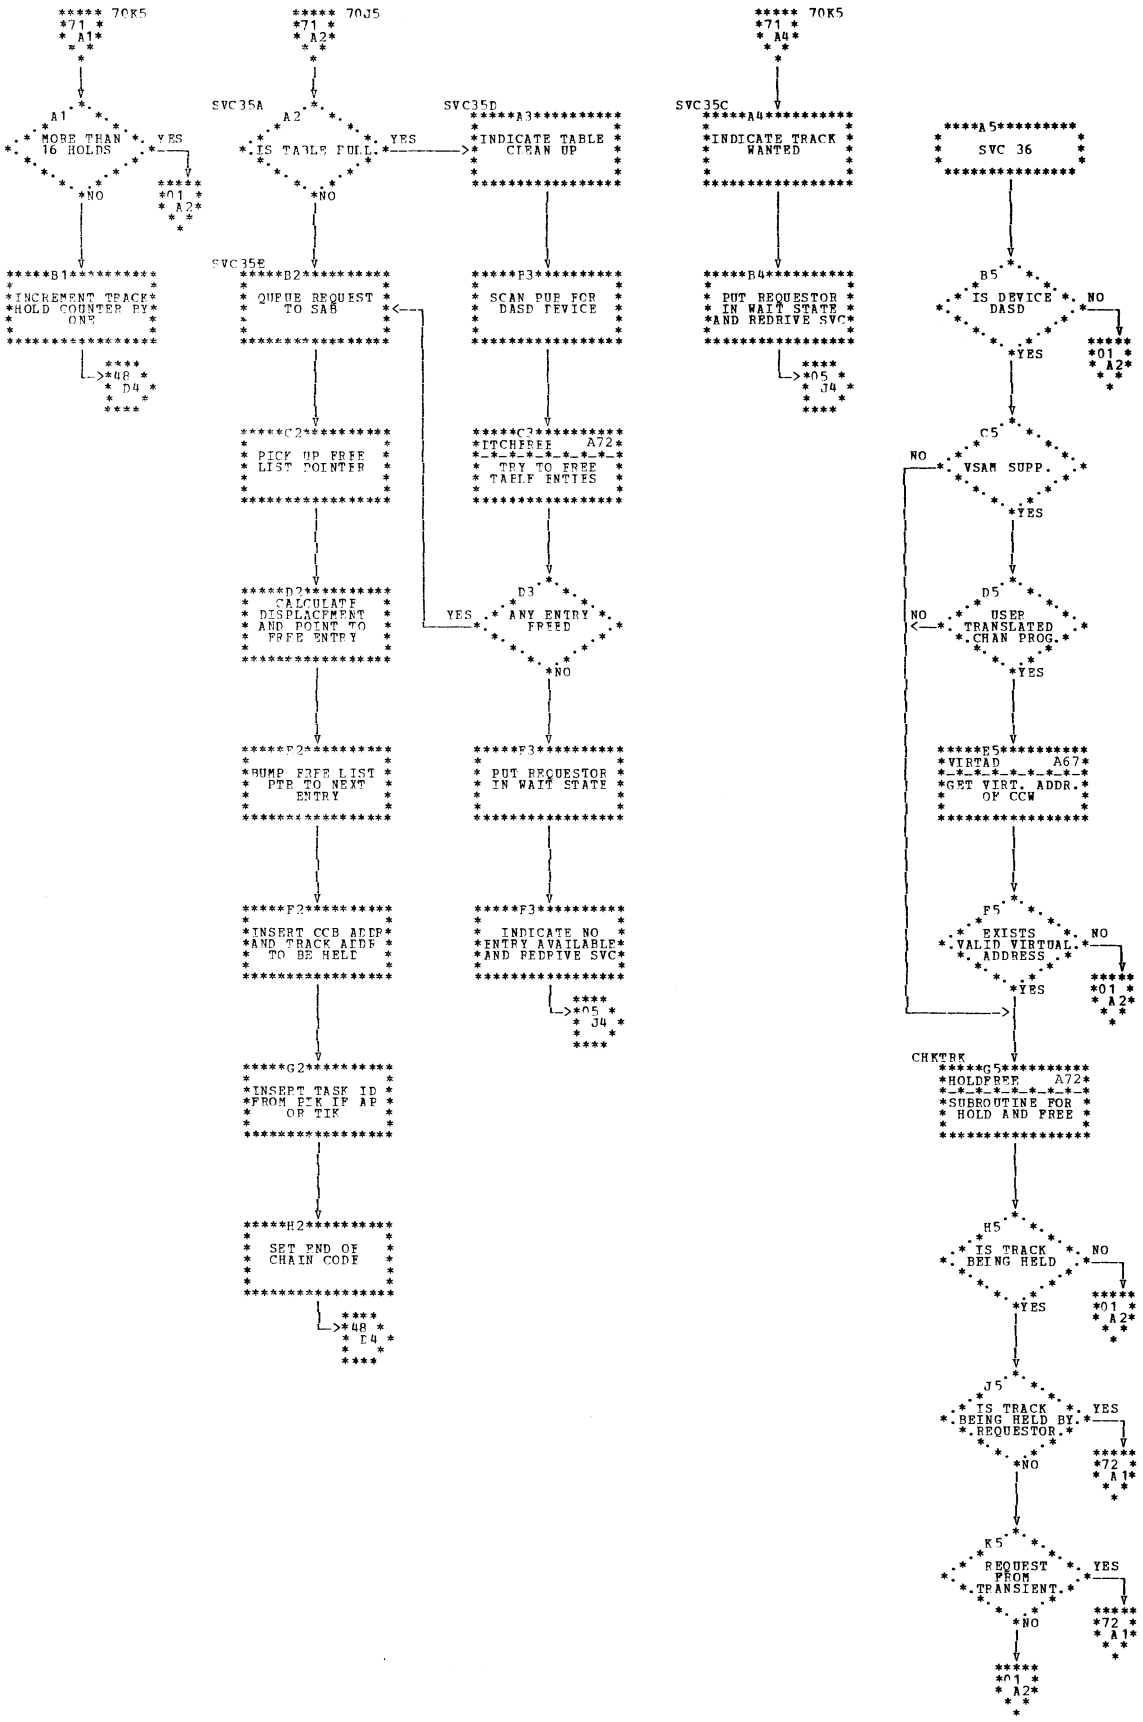 70K5
71
A1
A1
MORE THAN
16 HOLDS
YES
01
A2
NO
B1
INCREMENT TRACK
HOLD COUNTER BY
ONE
48
D4
70J5
71
A2
SVC35A
A2
IS TABLE FULL
YES
NO
SVC35E
B2
QUEUE REQUEST
TO SAB
C2
PICK UP FREE
LIST POINTER
D2
CALCULATE
DISPLACEMENT
AND POINT TO
FREE ENTRY
E2
BUMP FREE LIST
PTR TO NEXT
ENTRY
F2
INSERT CCB ADDR
AND TRACK ADDR
TO BE HELD
G2
INSERT TASK ID
FROM PIK IF AP
OR TIK
H2
SET END OF
CHAIN CODE
48
D4
SVC35D
A3
INDICATE TABLE
CLEAN UP
B3
SCAN PUB FOR
DASD DEVICE
C3
DTCHFREE A72
TRY TO FREE
TABLE ENTIES
D3
ANY ENTRY
FREED
YES
NO
E3
PUT REQUESTOR
IN WAIT STATE
F3
INDICATE NO
ENTRY AVAILABLE
AND REDRIVE SVC
05
J4
70K5
71
A4
SVC35C
A4
INDICATE TRACK
WANTED
B4
PUT REQUESTOR
IN WAIT STATE
AND REDRIVE SVC
05
J4
A5
SVC 36
B5
IS DEVICE
DASD
NO
01
A2
YES
C5
VSAM SUPP.
NO
YES
D5
USER
TRANSLATED
CHAN PROG.
NO
YES
E5
VIRTAD A67
GET VIRT. ADDR.
OF CCW
F5
EXISTS
VALID VIRTUAL
ADDRESS
NO
01
A2
YES
CHKTRK
G5
HOLDFREE A72
SUBROUTINE FOR
HOLD AND FREE
H5
IS TRACK
BEING HELD
NO
01
A2
YES
J5
IS TRACK
BEING HELD BY
REQUESTOR
YES
72
A1
NO
K5
REQUEST
FROM
TRANSIENT
YES
72
A1
NO
01
A2